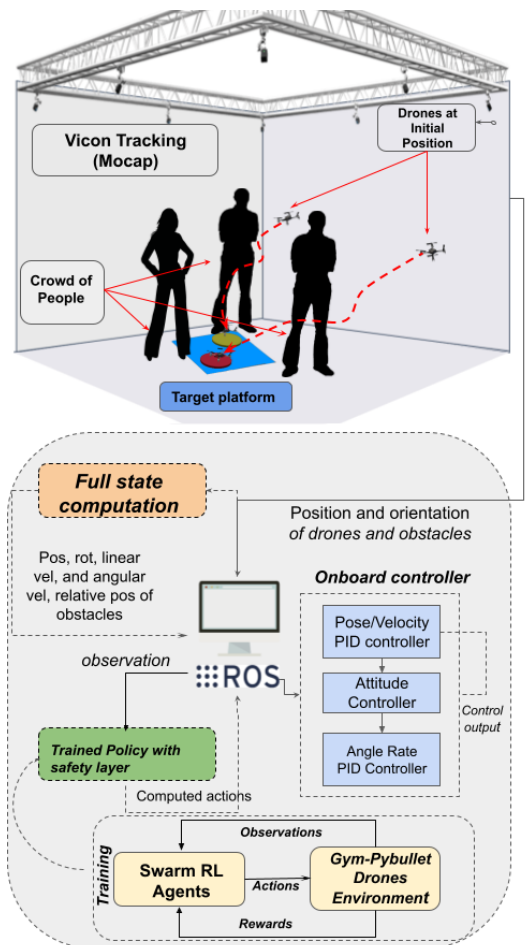 Vicon Tracking
(Mocap)
Drones at
Initial
Position
Crowd of
People
Target platform
Full state
computation
Position and orientation
of drones and obstacles
Pos, rot, linear
vel, and angular
vel, relative pos of
obstacles
Onboard controller
Pose/Velocity
PID controller
observation
ROS
Attitude
Controller
Control
output
Angle Rate
PID Controller
Trained Policy with
safety layer
Computed actions
Training
Observations
Swarm RL
Agents
Actions
Gym-Pybullet
Drones
Environment
Rewards